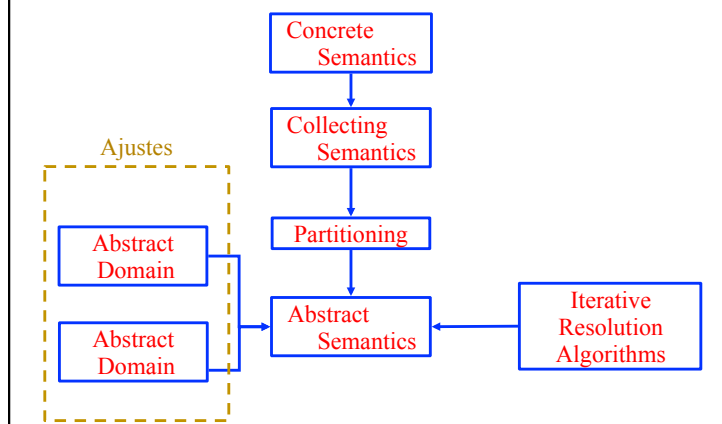 Concrete
Semantics
Collecting
Semantics
Ajustes
Partitioning
Abstract
Domain
Abstract
Semantics
Iterative
Resolution
Algorithms
Abstract
Domain